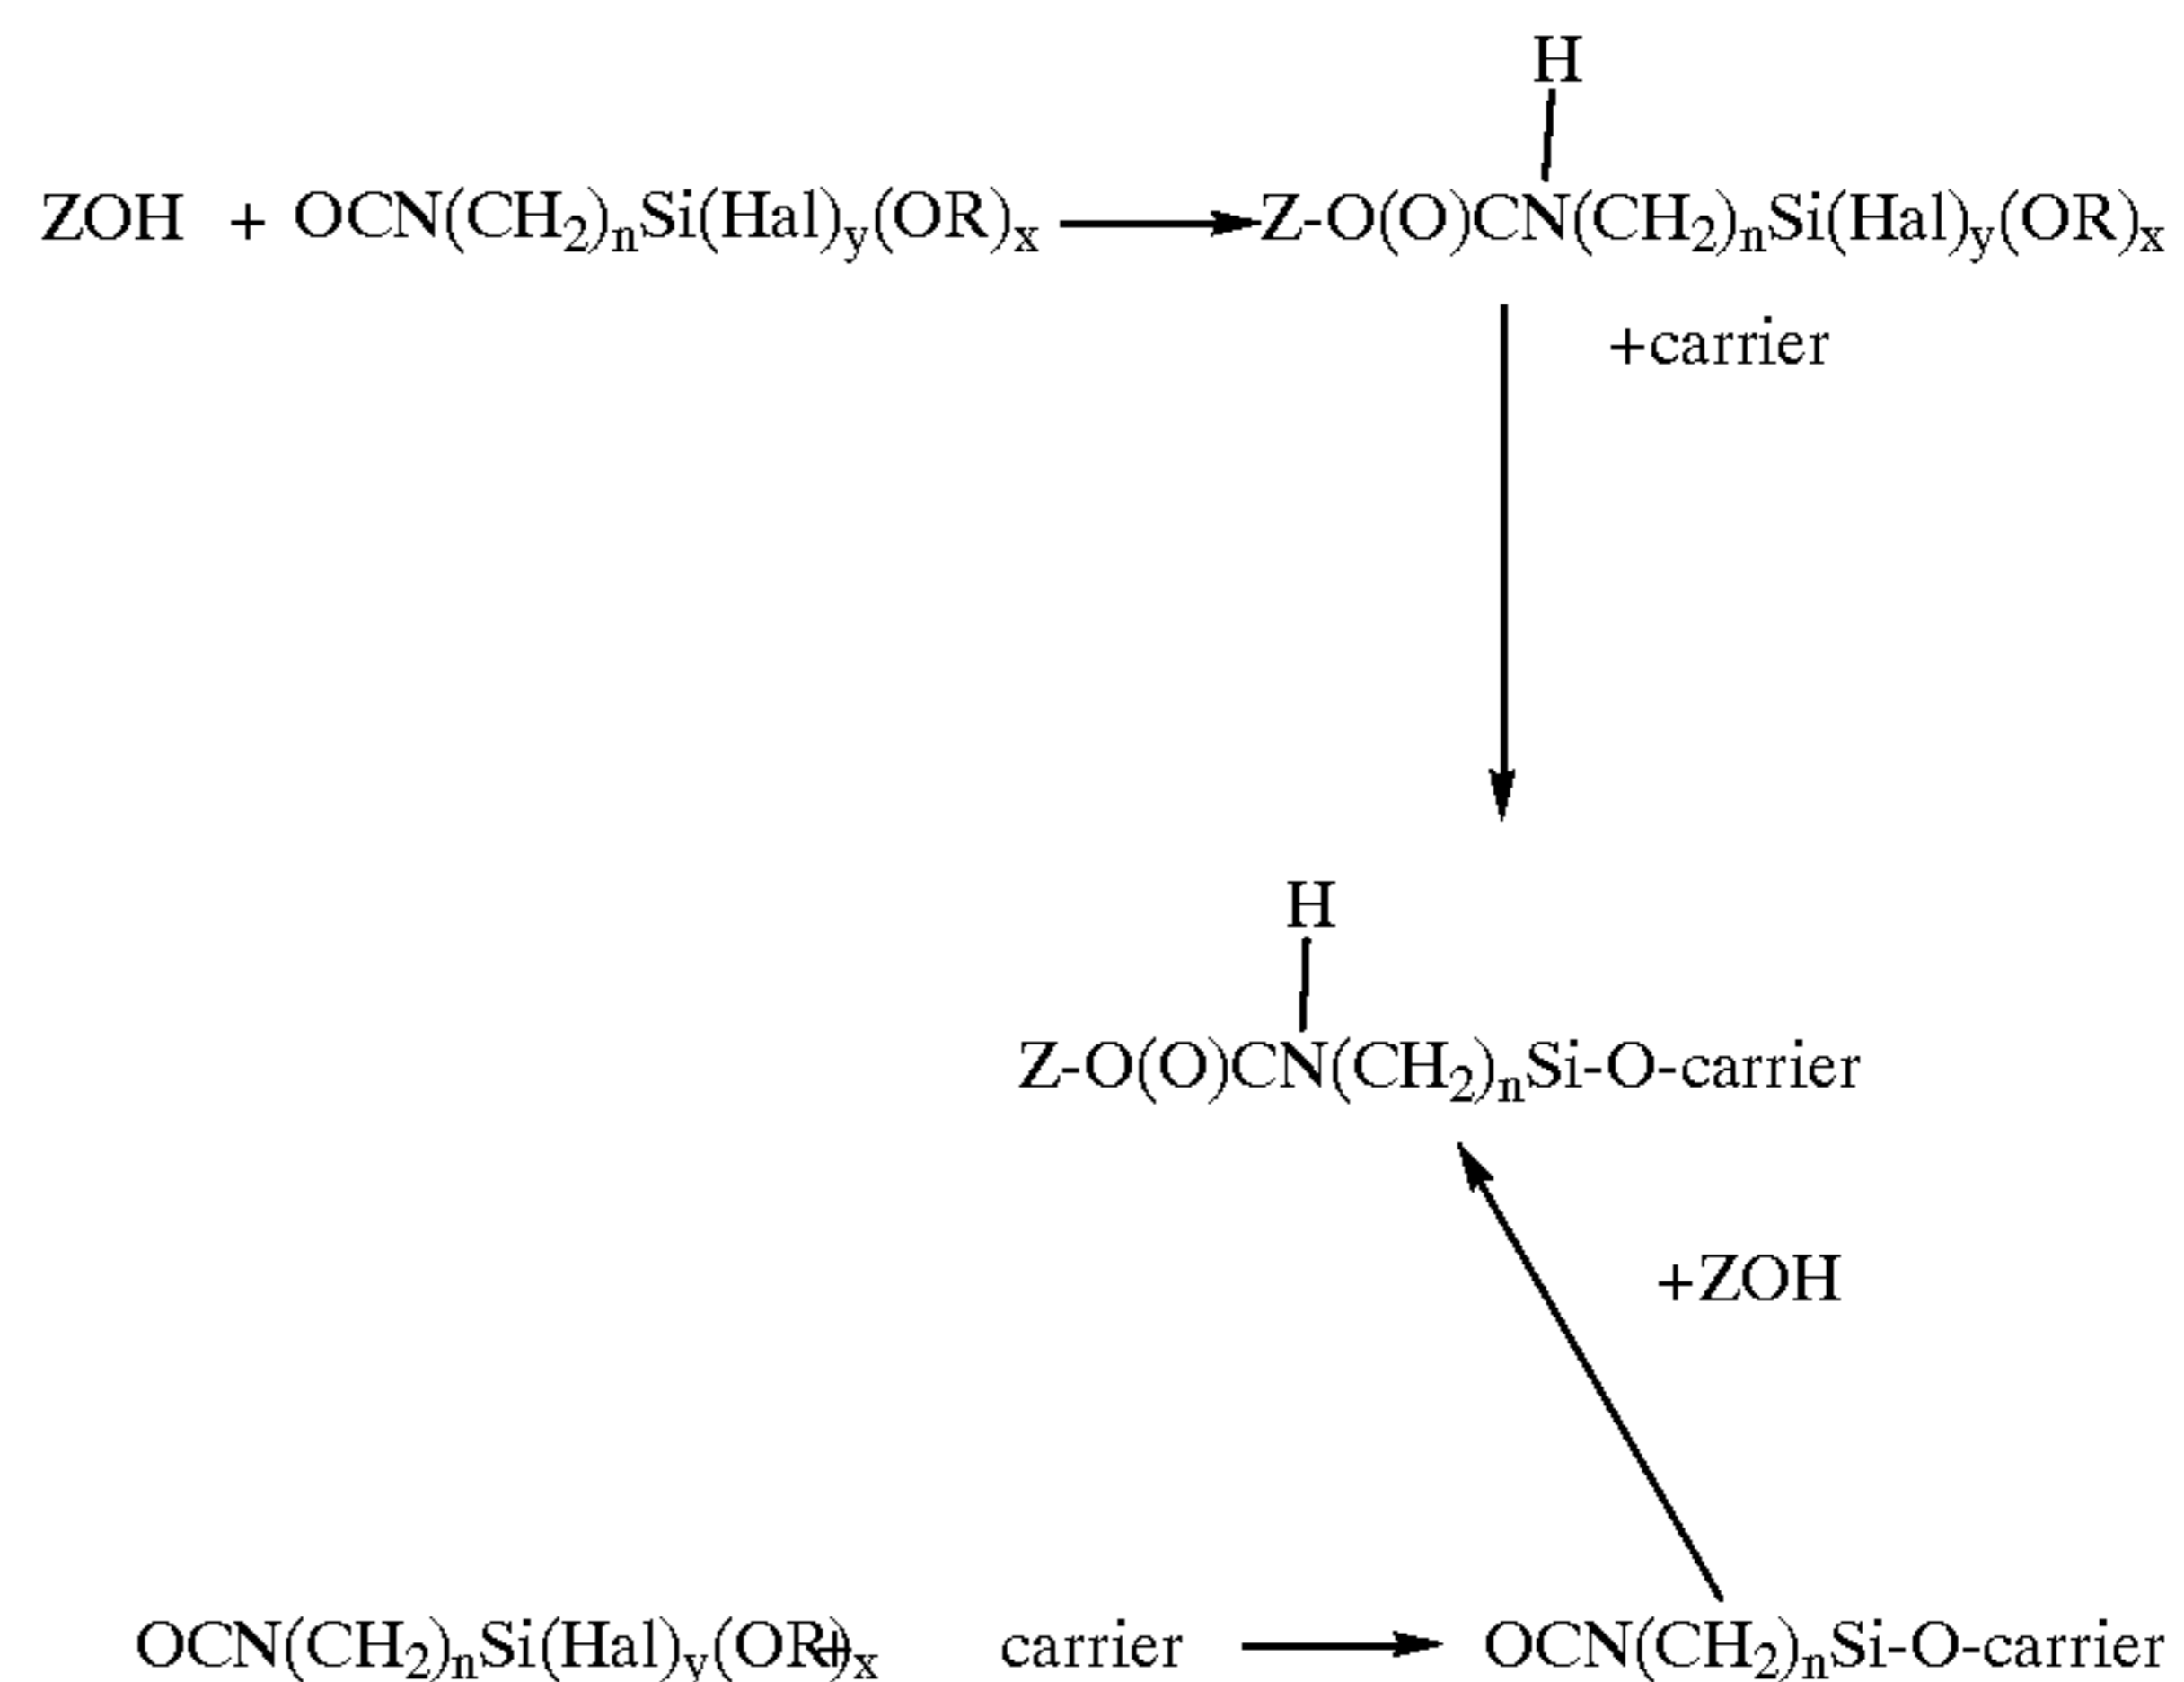 H
ZOH + OCN(CH₂)ₙSi(Hal)ᵧ(OR)ₓ Z-O(O)CN(CH₂)ₙSi(Hal)ᵧ(OR)ₓ
+carrier
H
Z-O(O)CN(CH₂)ₙSi-O-carrier
+ZOH
OCN(CH₂)ₙSi(Hal)ᵧ(OR)ₓ + carrier OCN(CH₂)ₙSi-O-carrier